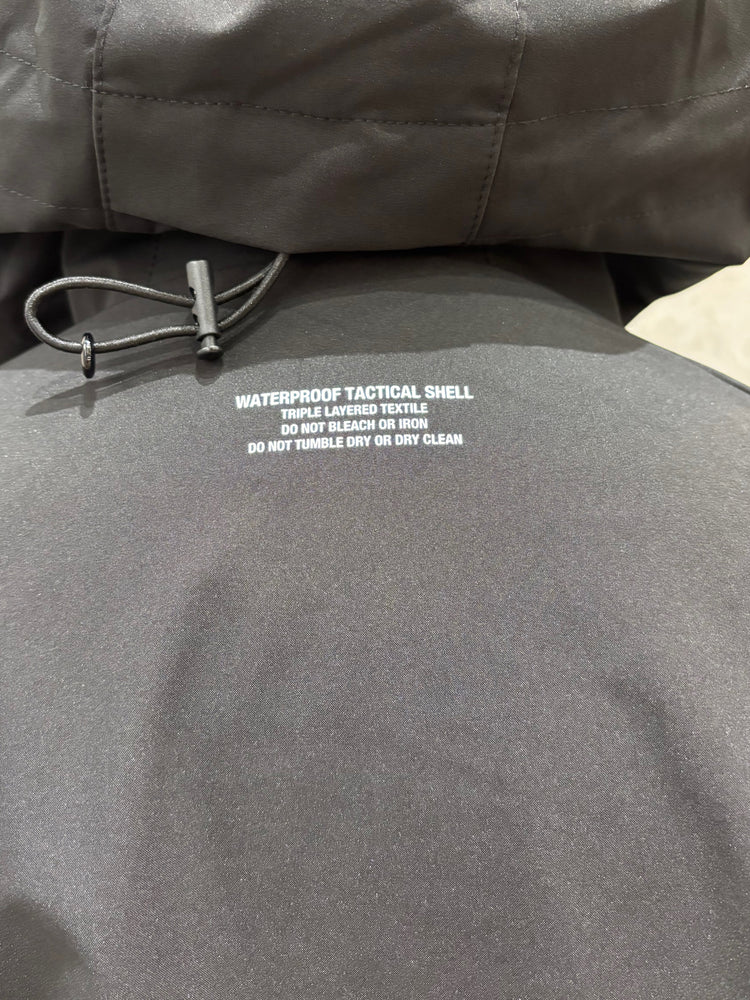 WATERPROOF TACTICAL SHELL
TRIPLE LAYERED TEXTILE
DO NOT BLEACH OR IRON
DO NOT TUMBLE DRY OR DRY CLEAN